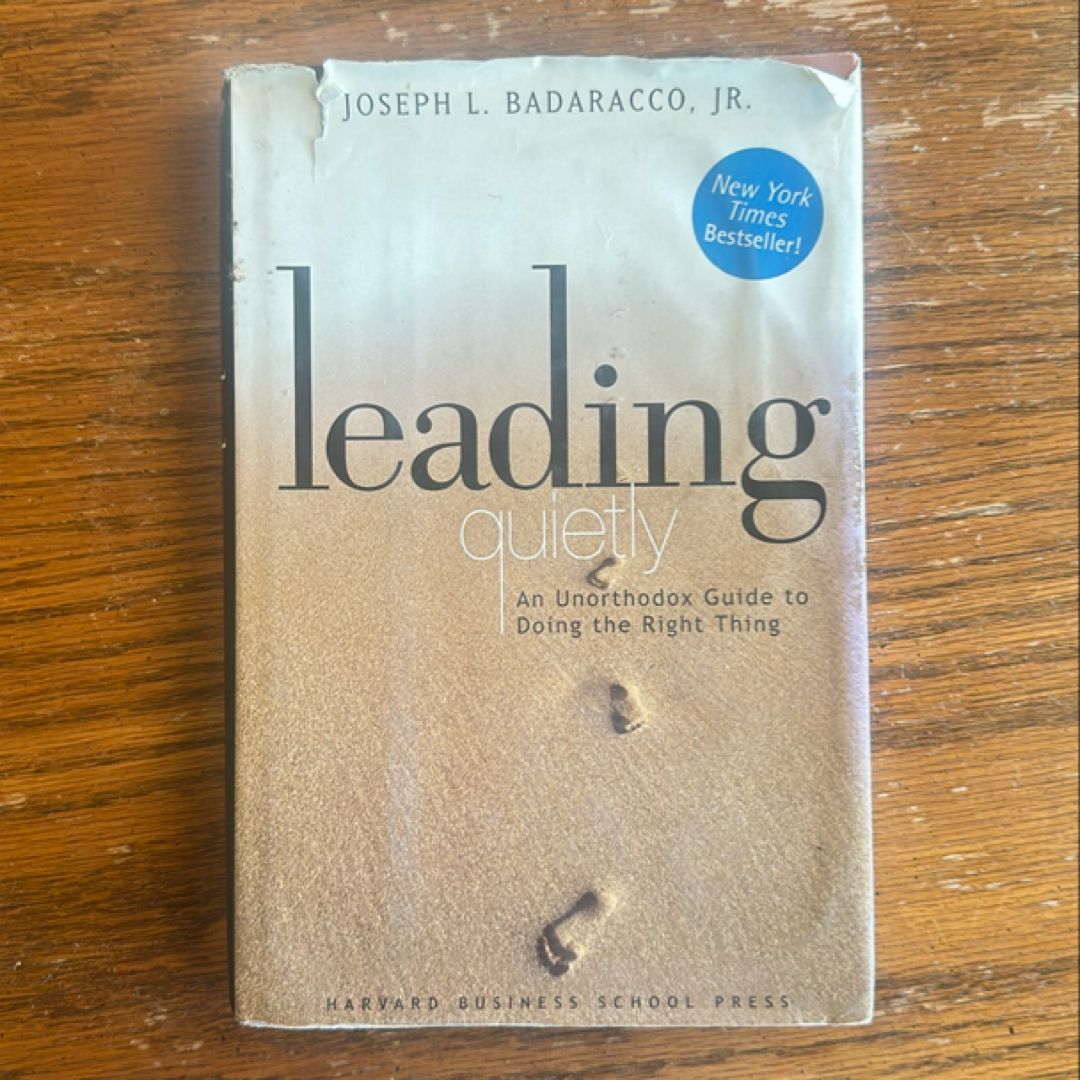 JOSEPH L. BADARACCO, JR.
New York
Times
Bestseller!
leading
quietly
An Unorthodox Guide to
Doing the Right Thing
HARVARD BUSINESS SCHOOL PRESS